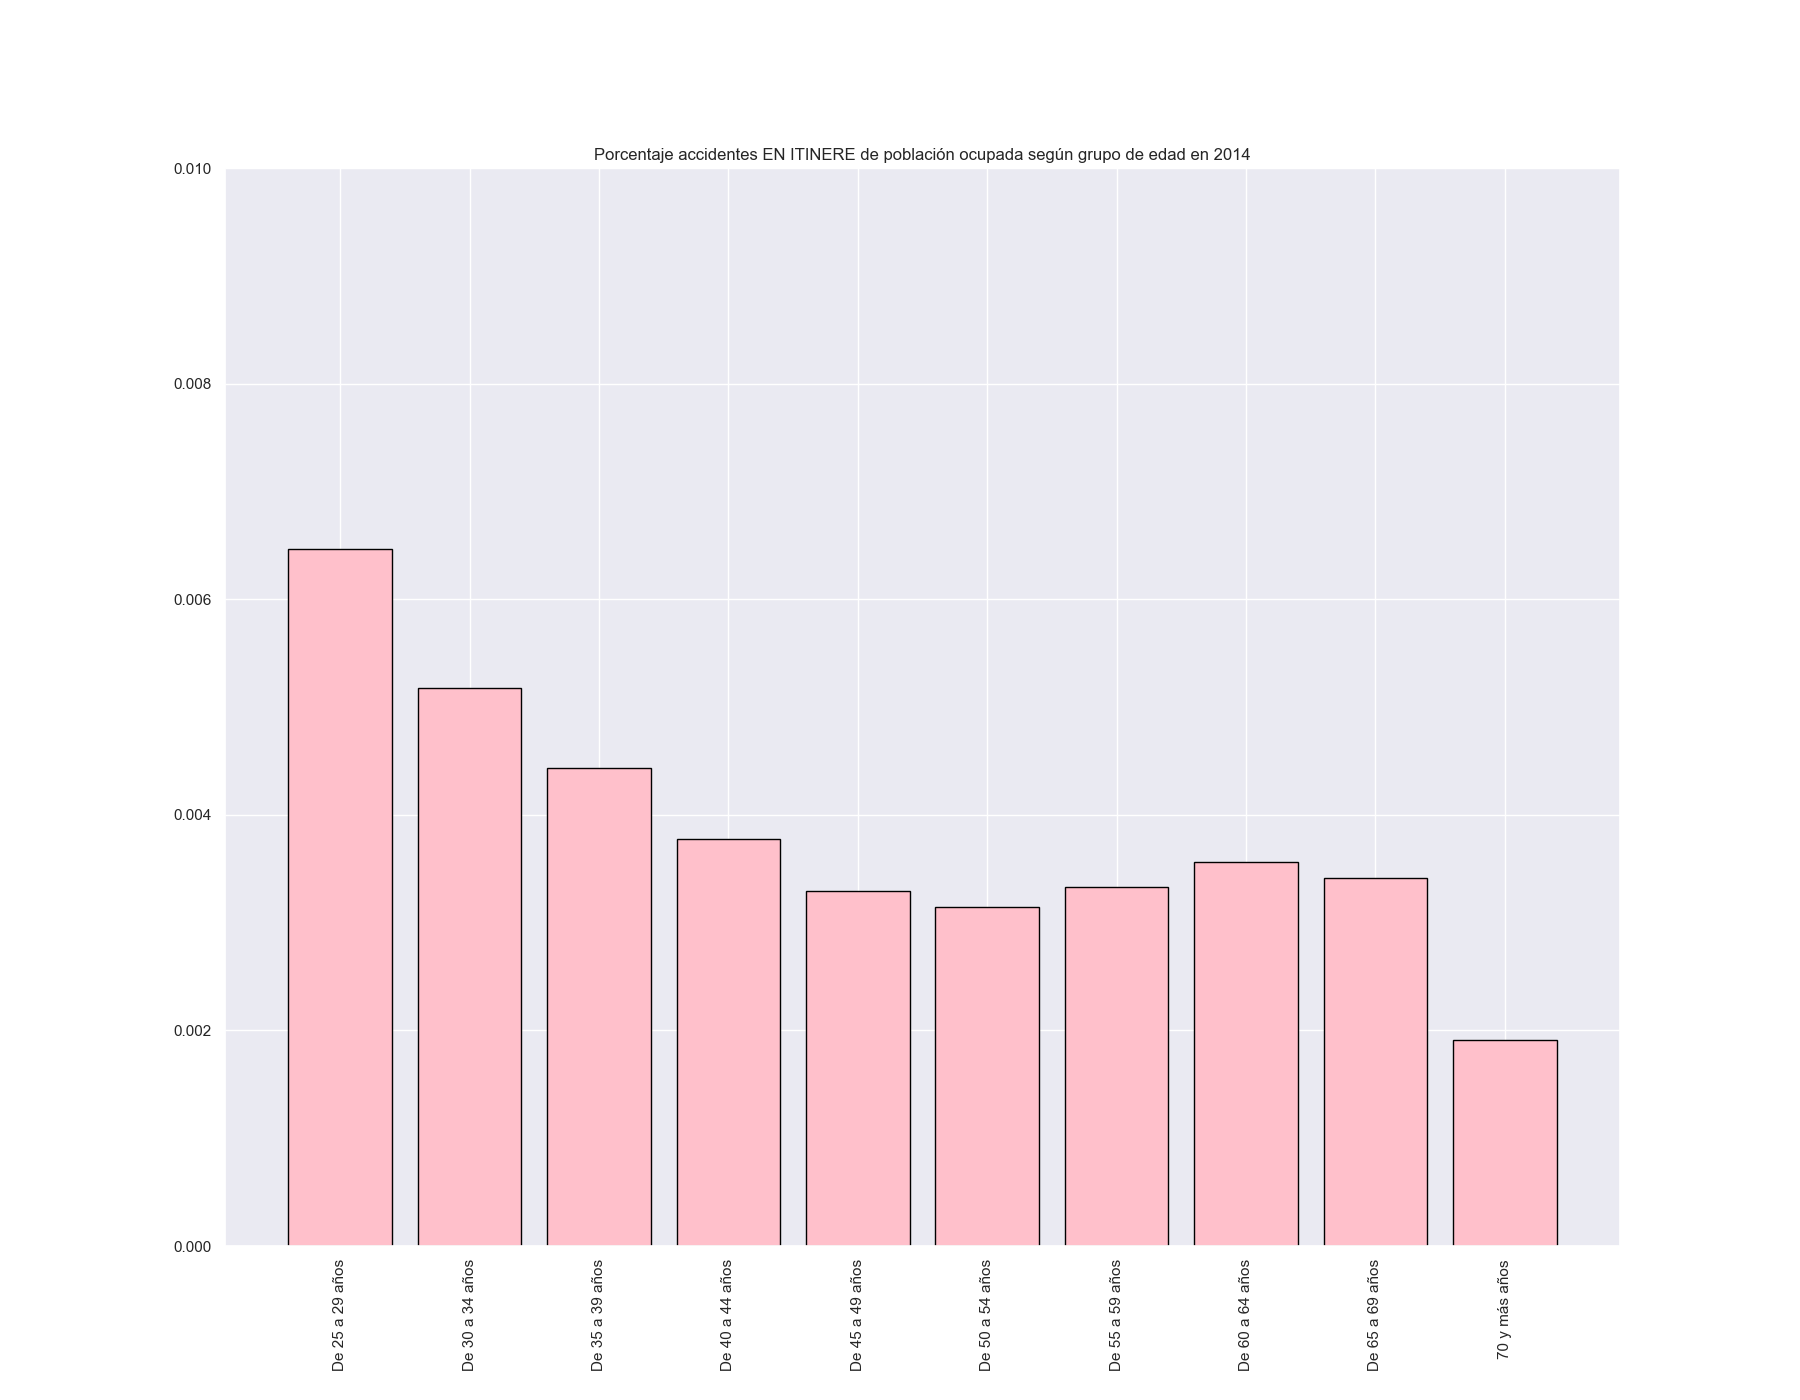 Porcentaje accidentes EN ITINERE de población ocupada según grupo de edad en 2014
0.010
0.008
0.006
0.004
0.002
0.000
De 25 a 29 años
De 30 a 34 años
De 35 a 39 años
De 40 a 44 años
De 45 a 49 años
De 50 a 54 años
De 55 a 59 años
De 60 a 64 años
De 65 a 69 años
70 y más años